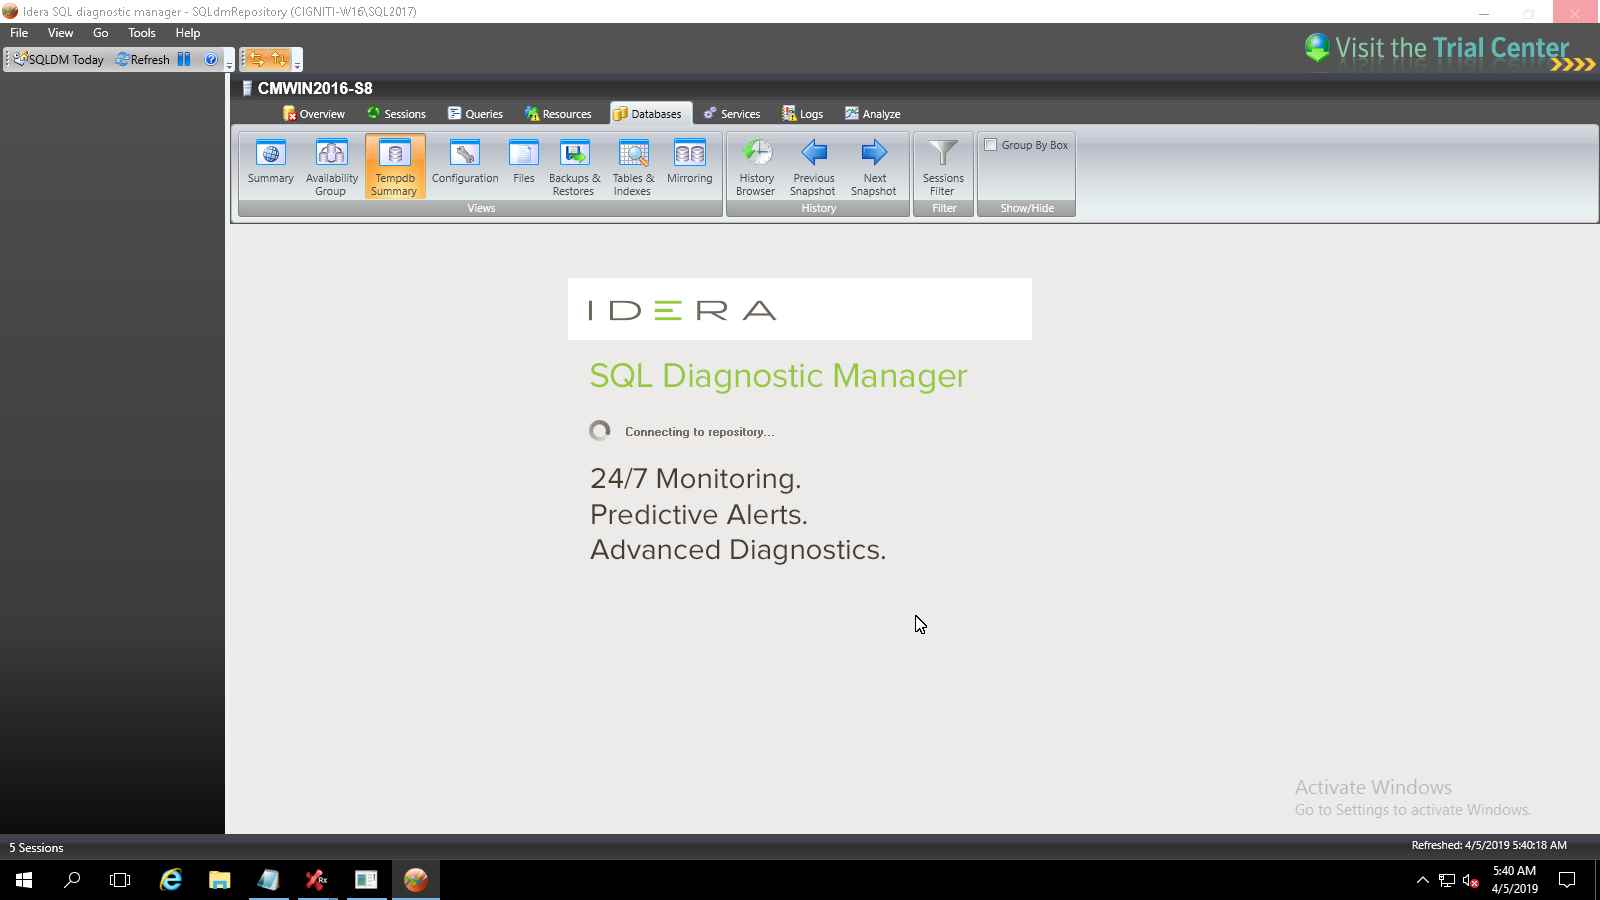 Idera SQL diagnostic manager - SQLdmRepository (CIGNITI-W16\SQL2017)
File View Go Tools Help
SQLDM Today Refresh
Visit the Trial Center
CMWIN2016-S8
Overview Sessions Queries Resources Databases Services Logs Analyze
Summary
Availability Group
Tempdb Summary
Configuration
Files
Backups & Restores
Tables & Indexes
Mirroring
Views
History Browser
Previous Snapshot
Next Snapshot
History
Sessions Filter
Filter
Group By Box
Show/Hide
IDERA
SQL Diagnostic Manager
Connecting to repository...
24/7 Monitoring.
Predictive Alerts.
Advanced Diagnostics.
Activate Windows
Go to Settings to activate Windows.
5 Sessions
Refreshed: 4/5/2019 5:40:18 AM
Rx
5:40 AM
4/5/2019